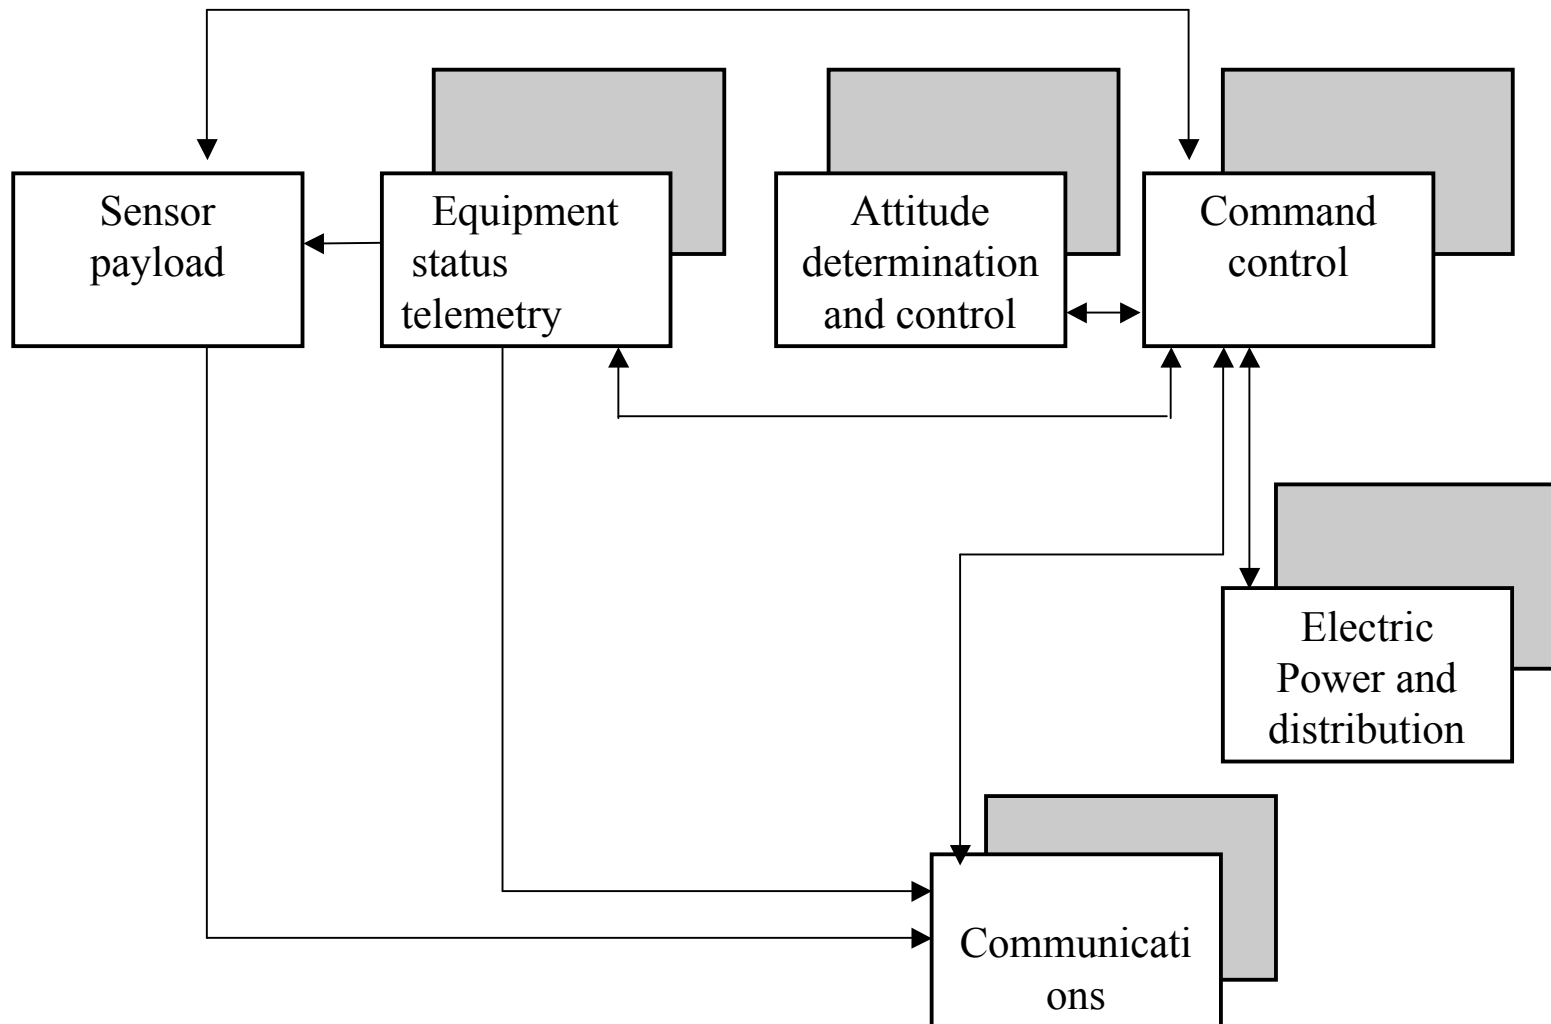 Sensor
payload
Equipment
status
telemetry
Attitude
determination
and control
Command
control
Electric
Power and
distribution
Communicati
ons